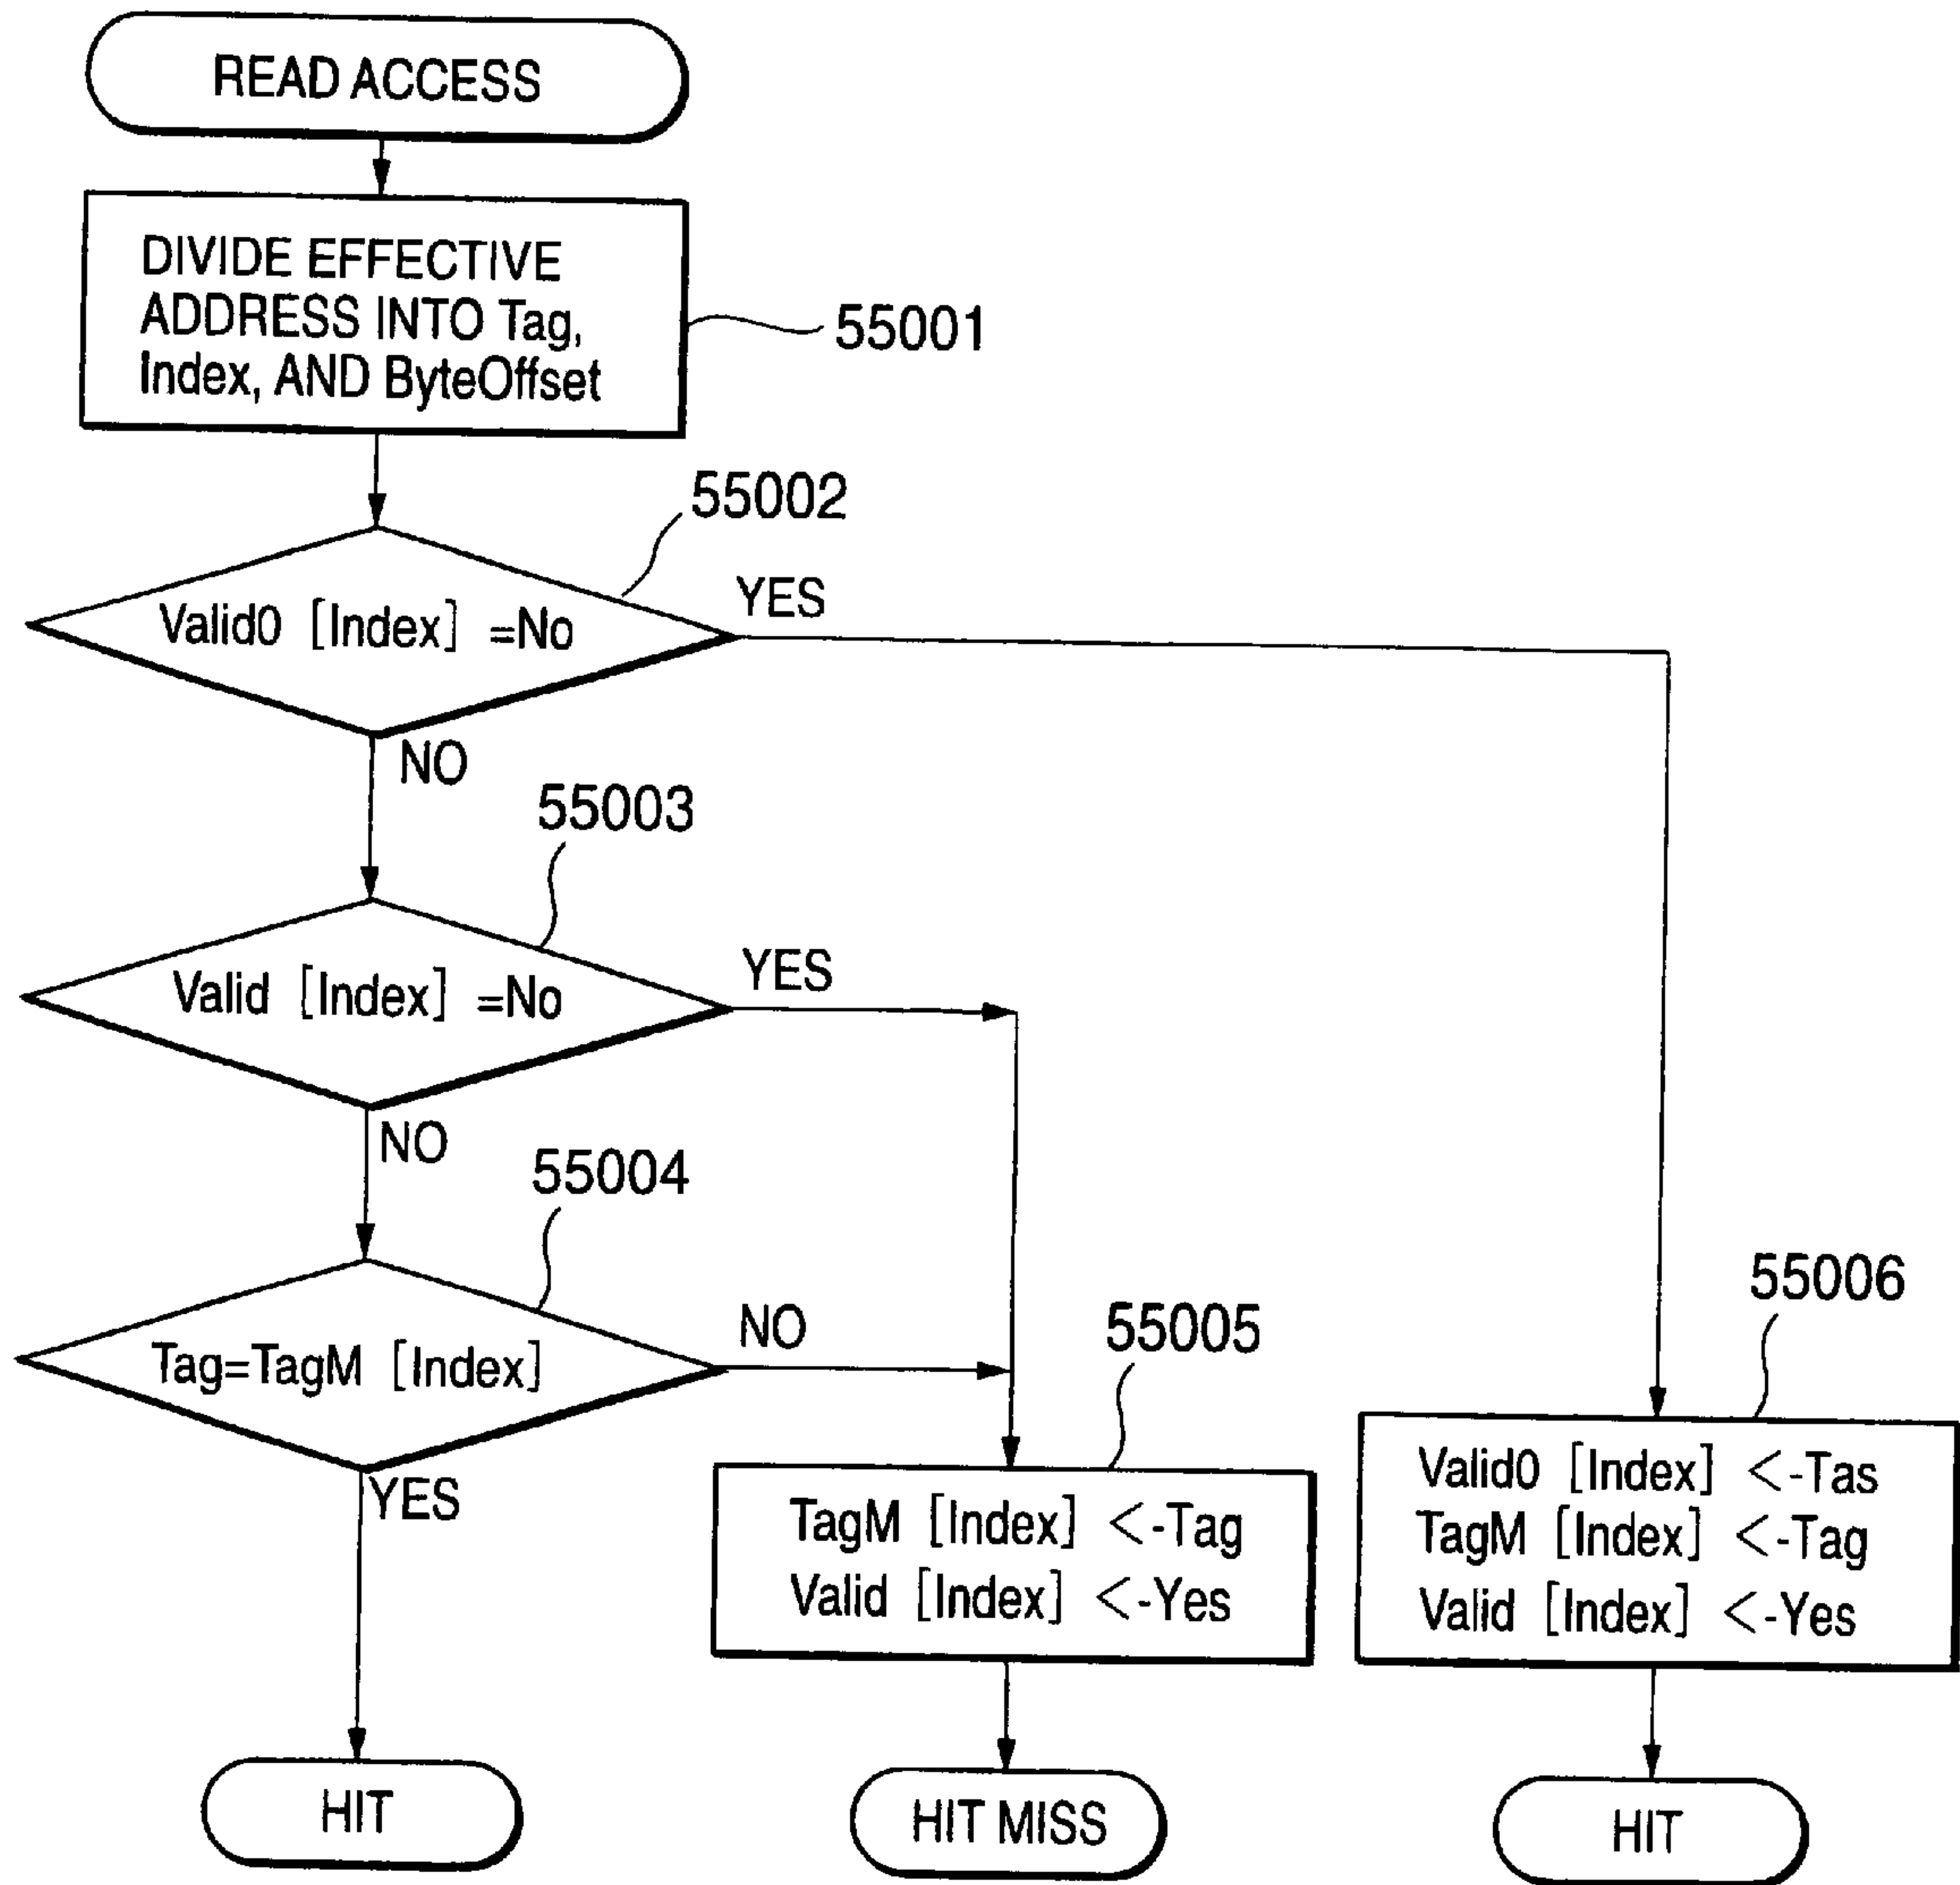 READ ACCESS
DIVIDE EFFECTIVE
ADDRESS INTO Tag,
Index, AND ByteOffset
55001
55002
Valid0 [Index] =No
YES
NO
55003
Valid [Index] =No
YES
NO
55004
Tag=TagM [Index]
NO
YES
55005
TagM [Index] <-Tag
Valid [Index] <-Yes
55006
Valid0 [Index] <-Tas
TagM [Index] <-Tag
Valid [Index] <-Yes
HIT
HIT MISS
HIT